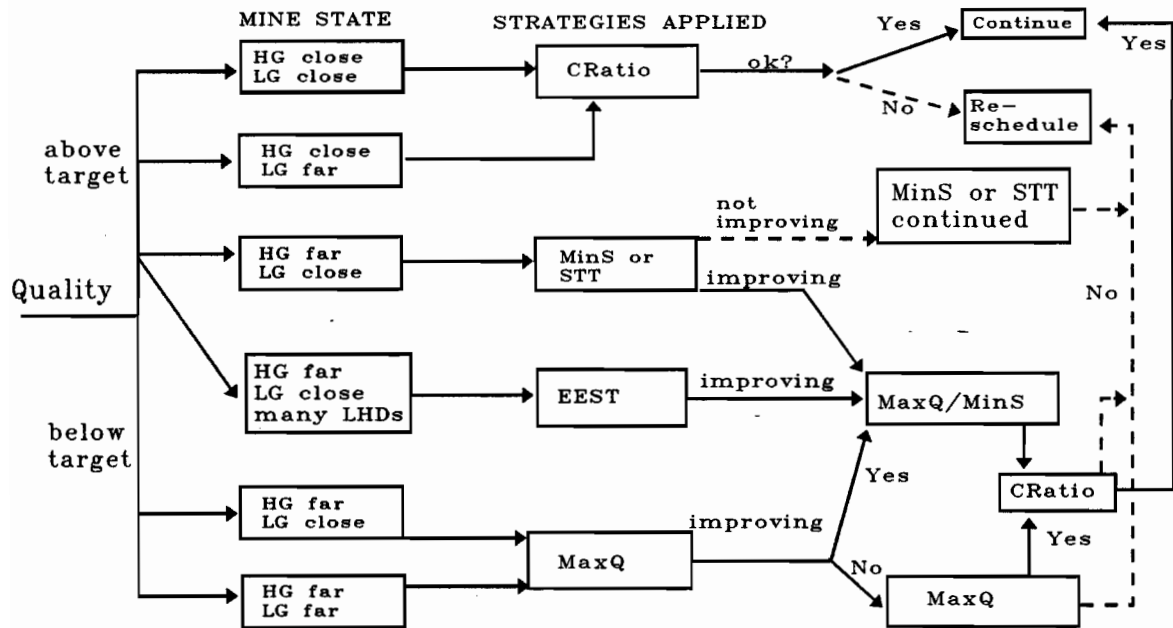 MINE STATE
STRATEGIES APPLIED
HG close
LG close
CRatio
ok?
Yes
Continue
Yes
No
Re-
schedule
above
target
HG close
LG far
HG far
LG close
MinS or
STT
not
improving
MinS or STT
continued
improving
No
Quality
HG far
LG close
many LHDs
EEST
improving
MaxQ/MinS
below
target
HG far
LG close
MaxQ
improving
Yes
CRatio
Yes
No
MaxQ
HG far
LG far